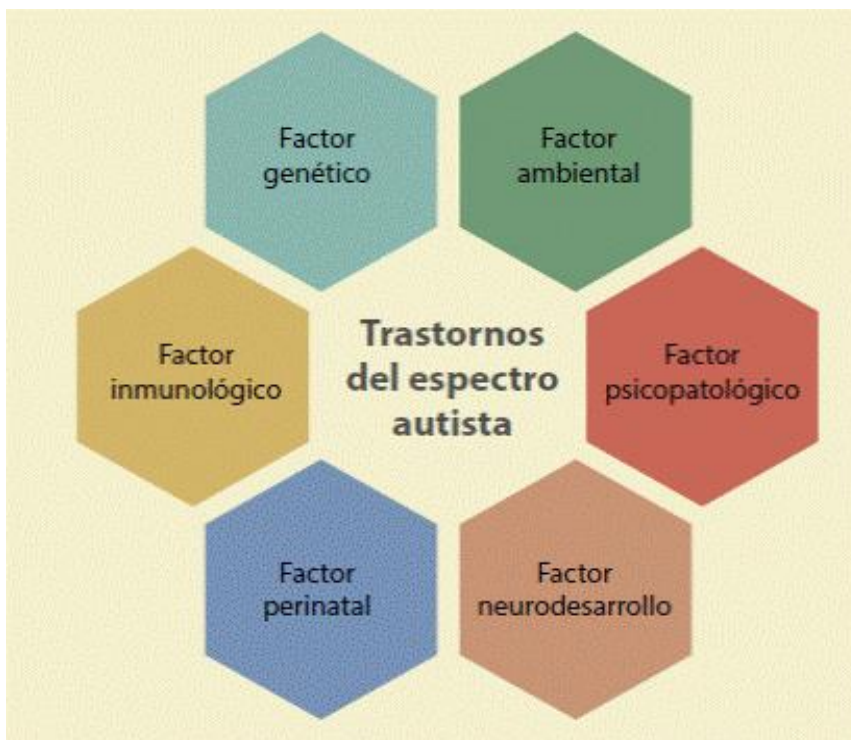 Factor
genético
Factor
ambiental
Factor
inmunológico
Trastornos
del espectro
autista
Factor
psicopatológico
Factor
perinatal
Factor
neurodesarrollo